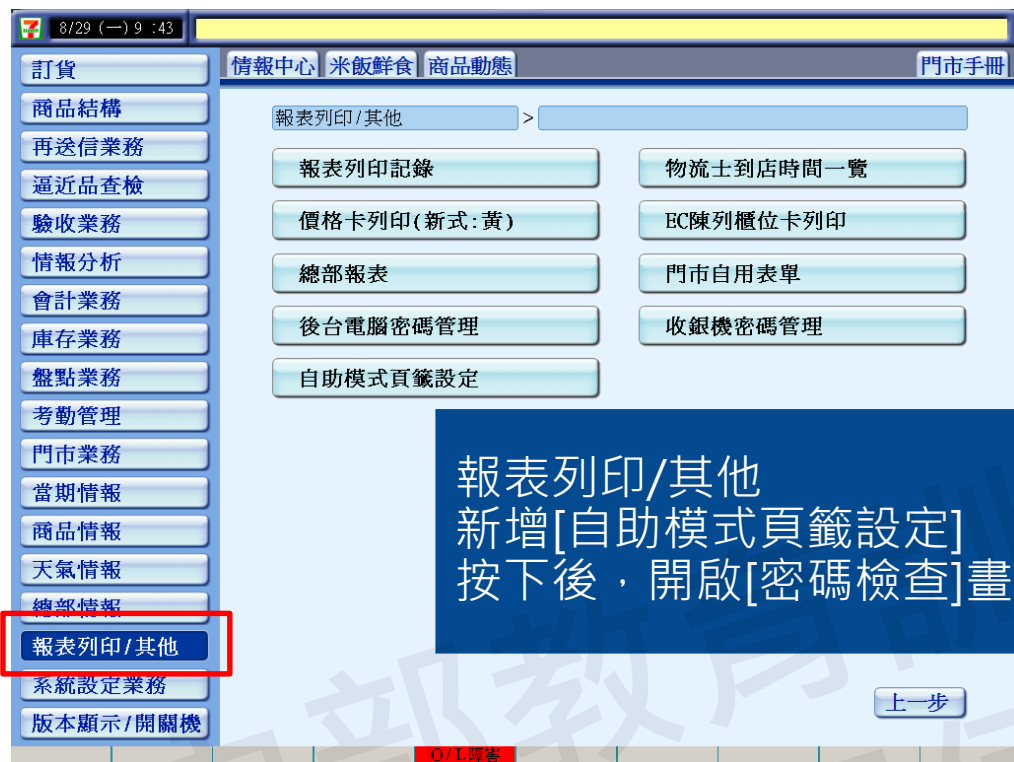 8/29 (一) 9 :43
訂貨
商品結構
再送信業務
逼近品查檢
驗收業務
情報分析
會計業務
庫存業務
盤點業務
考勤管理
門市業務
當期情報
商品情報
天氣情報
總部情報
報表列印/其他
系統設定業務
版本顯示/開關機
情報中心 米飯鮮食 商品動態 門市手冊
報表列印/其他 >
報表列印記錄 物流士到店時間一覽
價格卡列印(新式:黃) EC陳列櫃位卡列印
總部報表 門市自用表單
後台電腦密碼管理 收銀機密碼管理
自助模式頁籤設定
報表列印/其他
新增[自助模式頁籤設定]
按下後，開啟[密碼檢查]畫
上一步
O/L障害
部教育訓